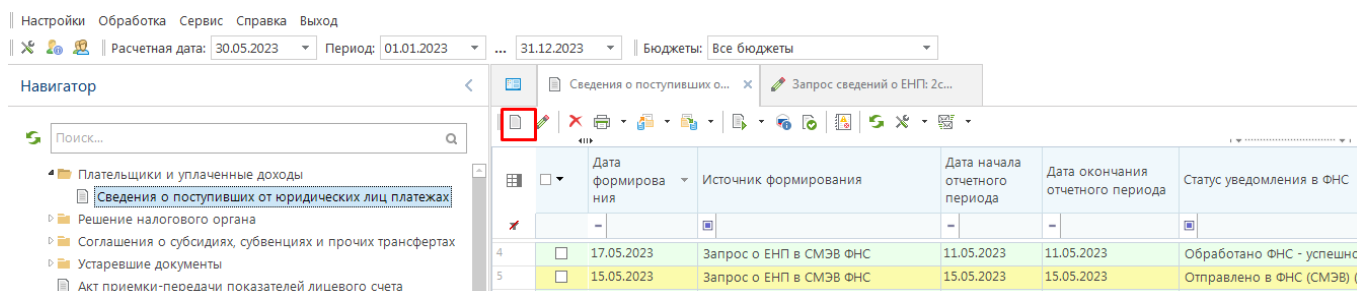 Настройки Обработка Сервис Справка Выход
Расчетная дата: 30.05.2023 Период: 01.01.2023 ... 31.12.2023 Бюджеты: Все бюджеты
Навигатор
Сведения о поступивших о... Запрос сведений о ЕНП: 2с...
Поиск...
Плательщики и уплаченные доходы
Сведения о поступивших от юридических лиц платежах
Решение налогового органа
Соглашения о субсидиях, субвенциях и прочих трансфертах
Устаревшие документы
Акт приемки-передачи показателей лицевого счета
Дата
формирова
ния
Источник формирования
Дата начала
отчетного
периода
Дата окончания
отчетного периода
Статус уведомления в ФНС
4 17.05.2023 Запрос о ЕНП в СМЭВ ФНС 11.05.2023 11.05.2023 Обработано ФНС - успешно
5 15.05.2023 Запрос о ЕНП в СМЭВ ФНС 15.05.2023 15.05.2023 Отправлено в ФНС (СМЭВ) (